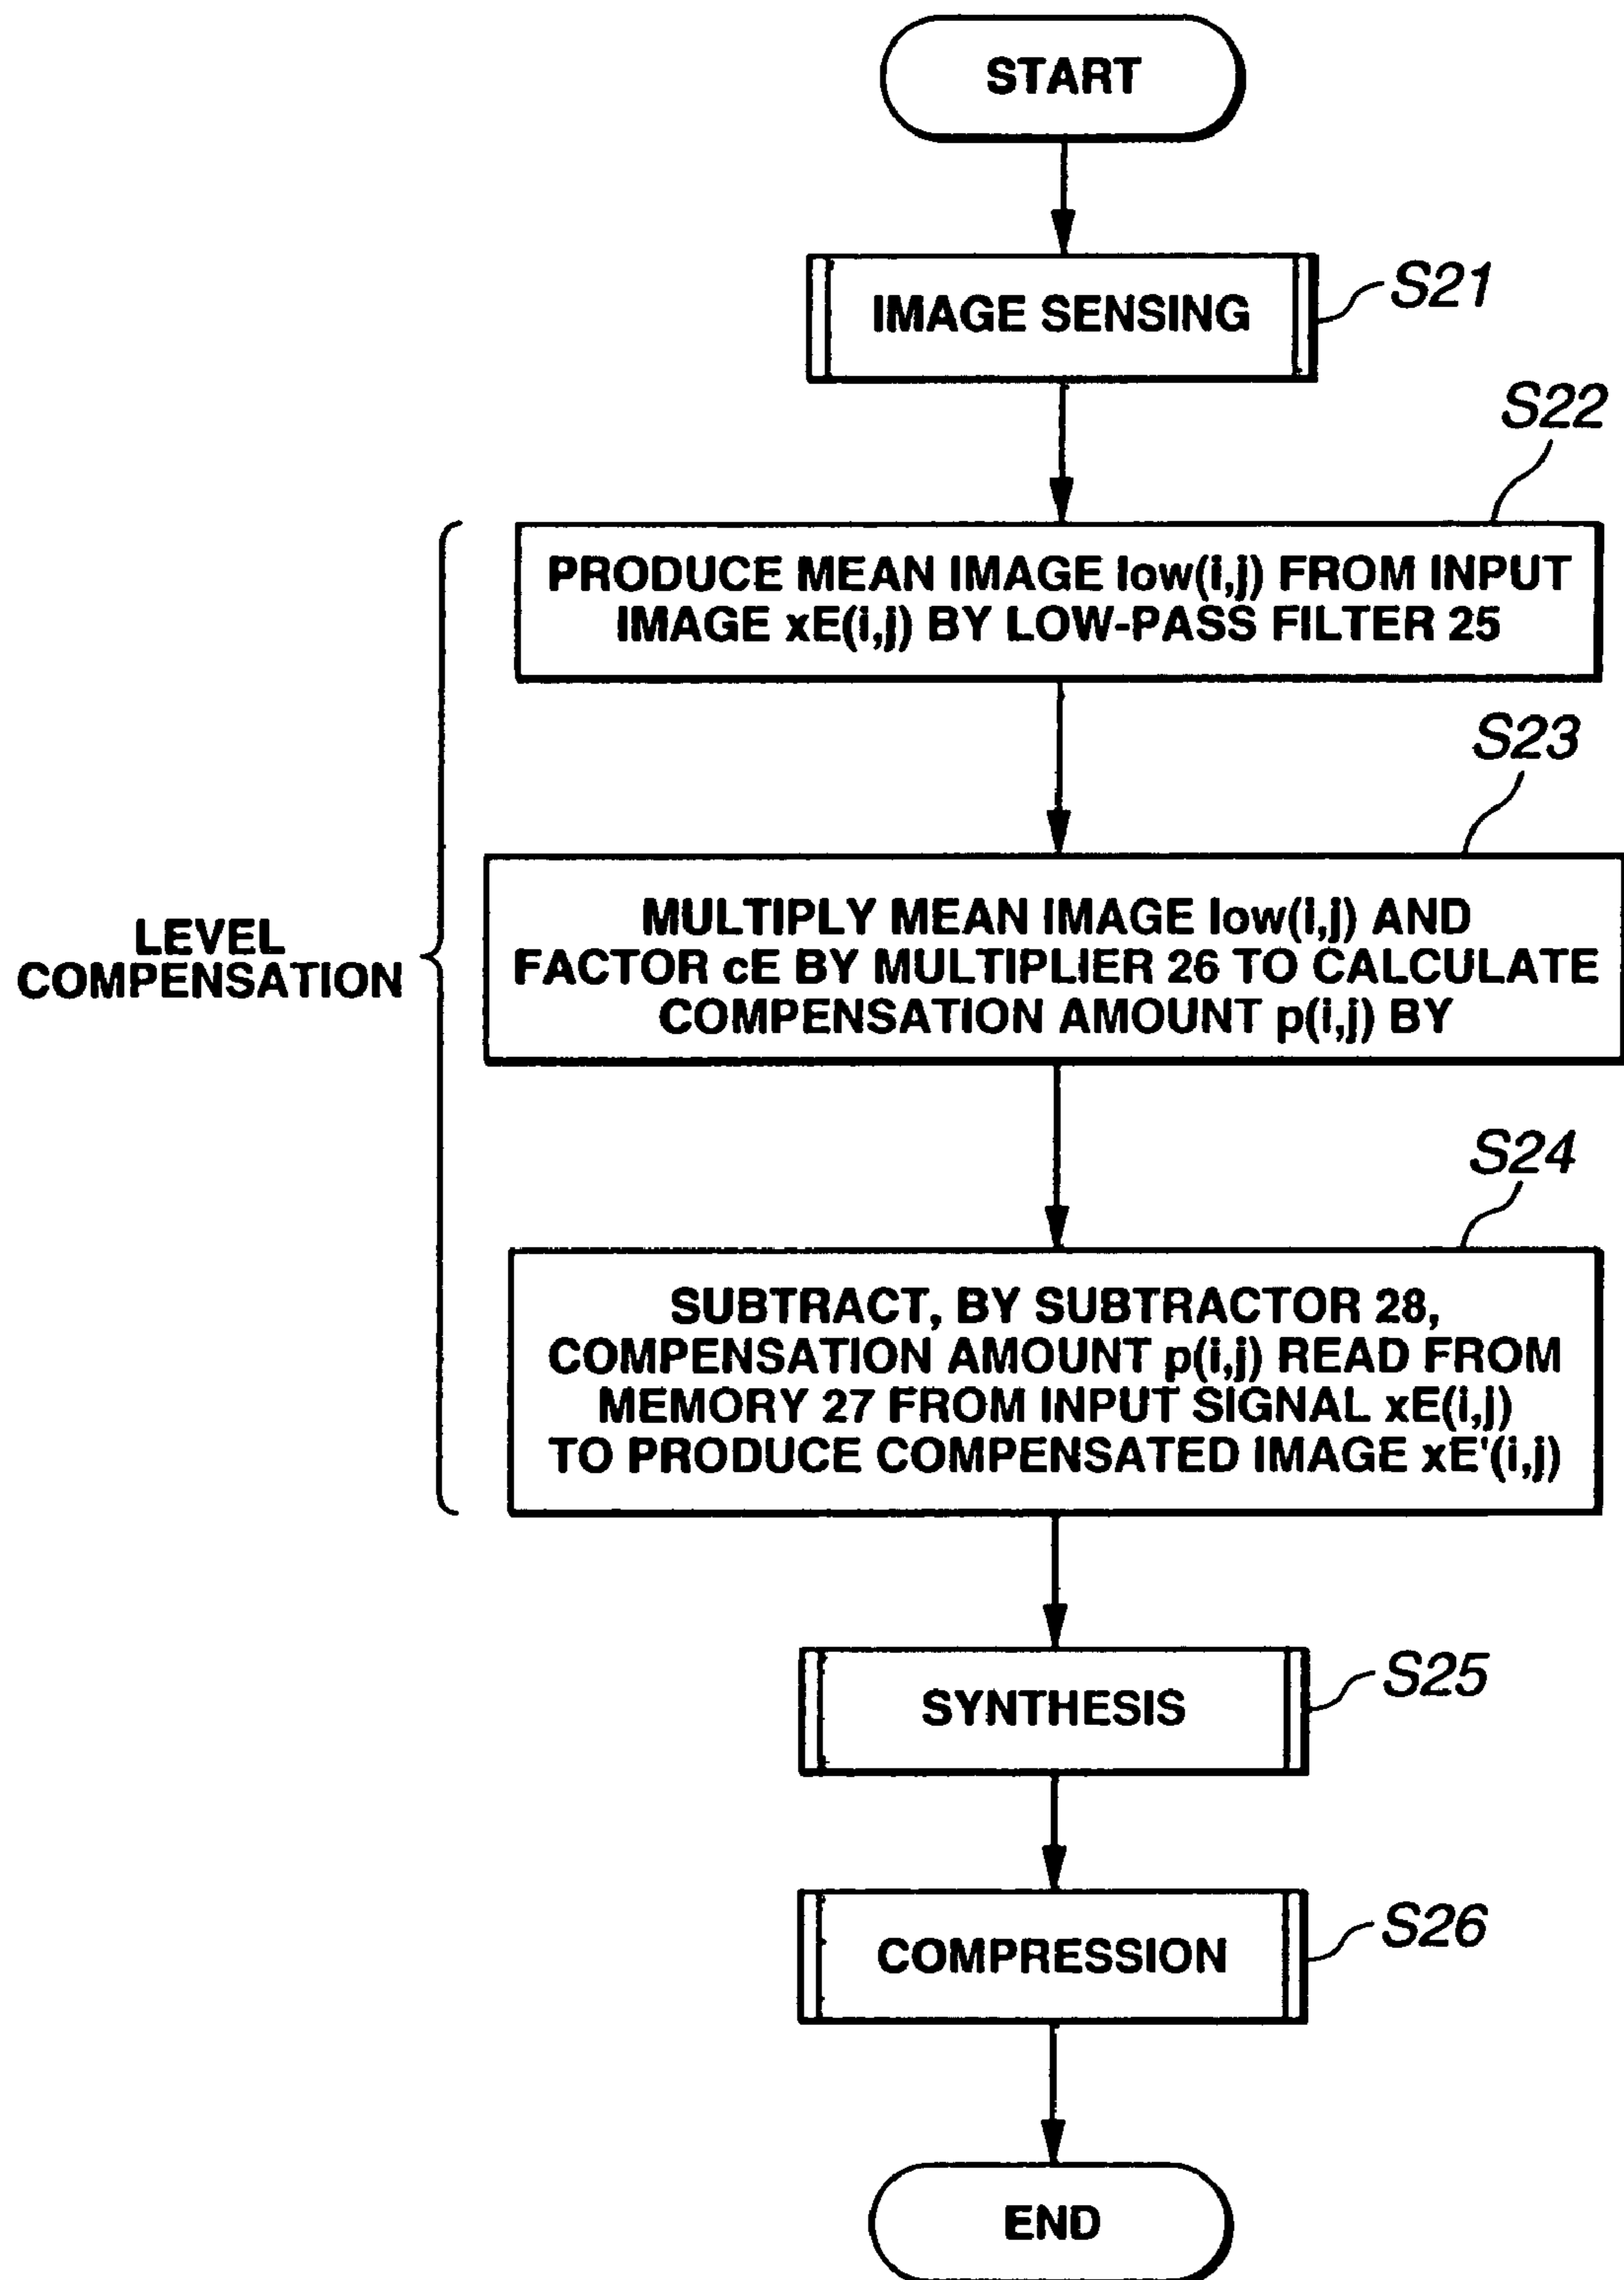 START
IMAGE SENSING
S21
S22
PRODUCE MEAN IMAGE low(i,j) FROM INPUT
IMAGE xE(i,j) BY LOW-PASS FILTER 25
S23
LEVEL
COMPENSATION
MULTIPLY MEAN IMAGE low(i,j) AND
FACTOR cE BY MULTIPLIER 26 TO CALCULATE
COMPENSATION AMOUNT p(i,j) BY
S24
SUBTRACT, BY SUBTRACTOR 28,
COMPENSATION AMOUNT p(i,j) READ FROM
MEMORY 27 FROM INPUT SIGNAL xE(i,j)
TO PRODUCE COMPENSATED IMAGE xE'(i,j)
SYNTHESIS
S25
COMPRESSION
S26
END